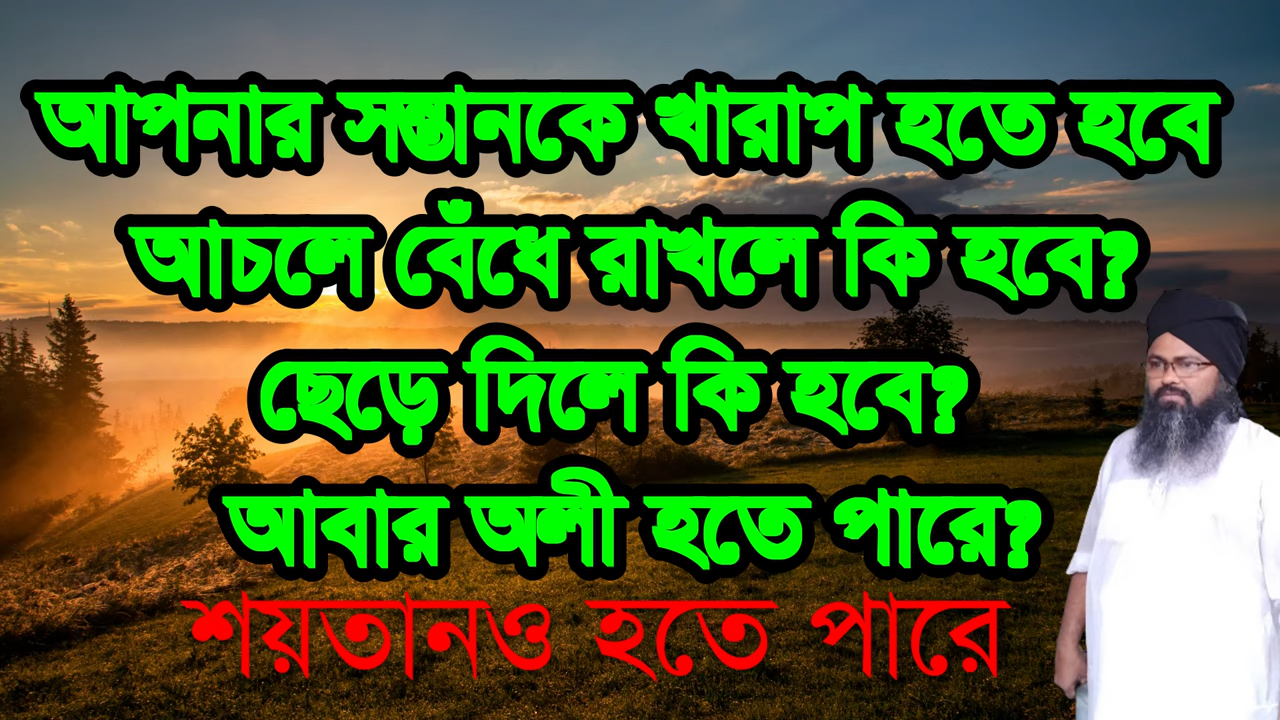 আপনার সন্তানকে খারাপ হতে হবে
আচলে বেঁধে রাখলে কি হবে?
ছেড়ে দিলে কি হবে?
আবার অলী হতে পারে?
শয়তানও হতে পারে